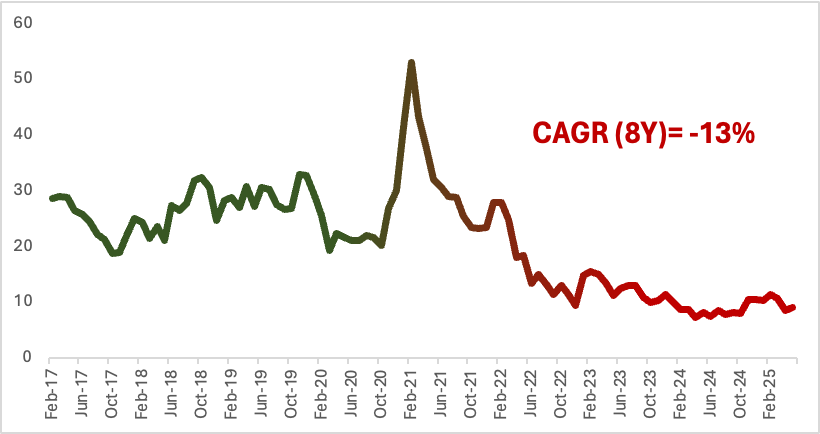 60
50
40
30
20
10
0
CAGR (8Y)= -13%
Feb-17
Jun-17
Oct-17
Feb-18
Jun-18
Oct-18
Feb-19
Jun-19
Oct-19
Feb-20
Jun-20
Oct-20
Feb-21
Jun-21
Oct-21
Feb-22
Jun-22
Oct-22
Feb-23
Jun-23
Oct-23
Feb-24
Jun-24
Oct-24
Feb-25